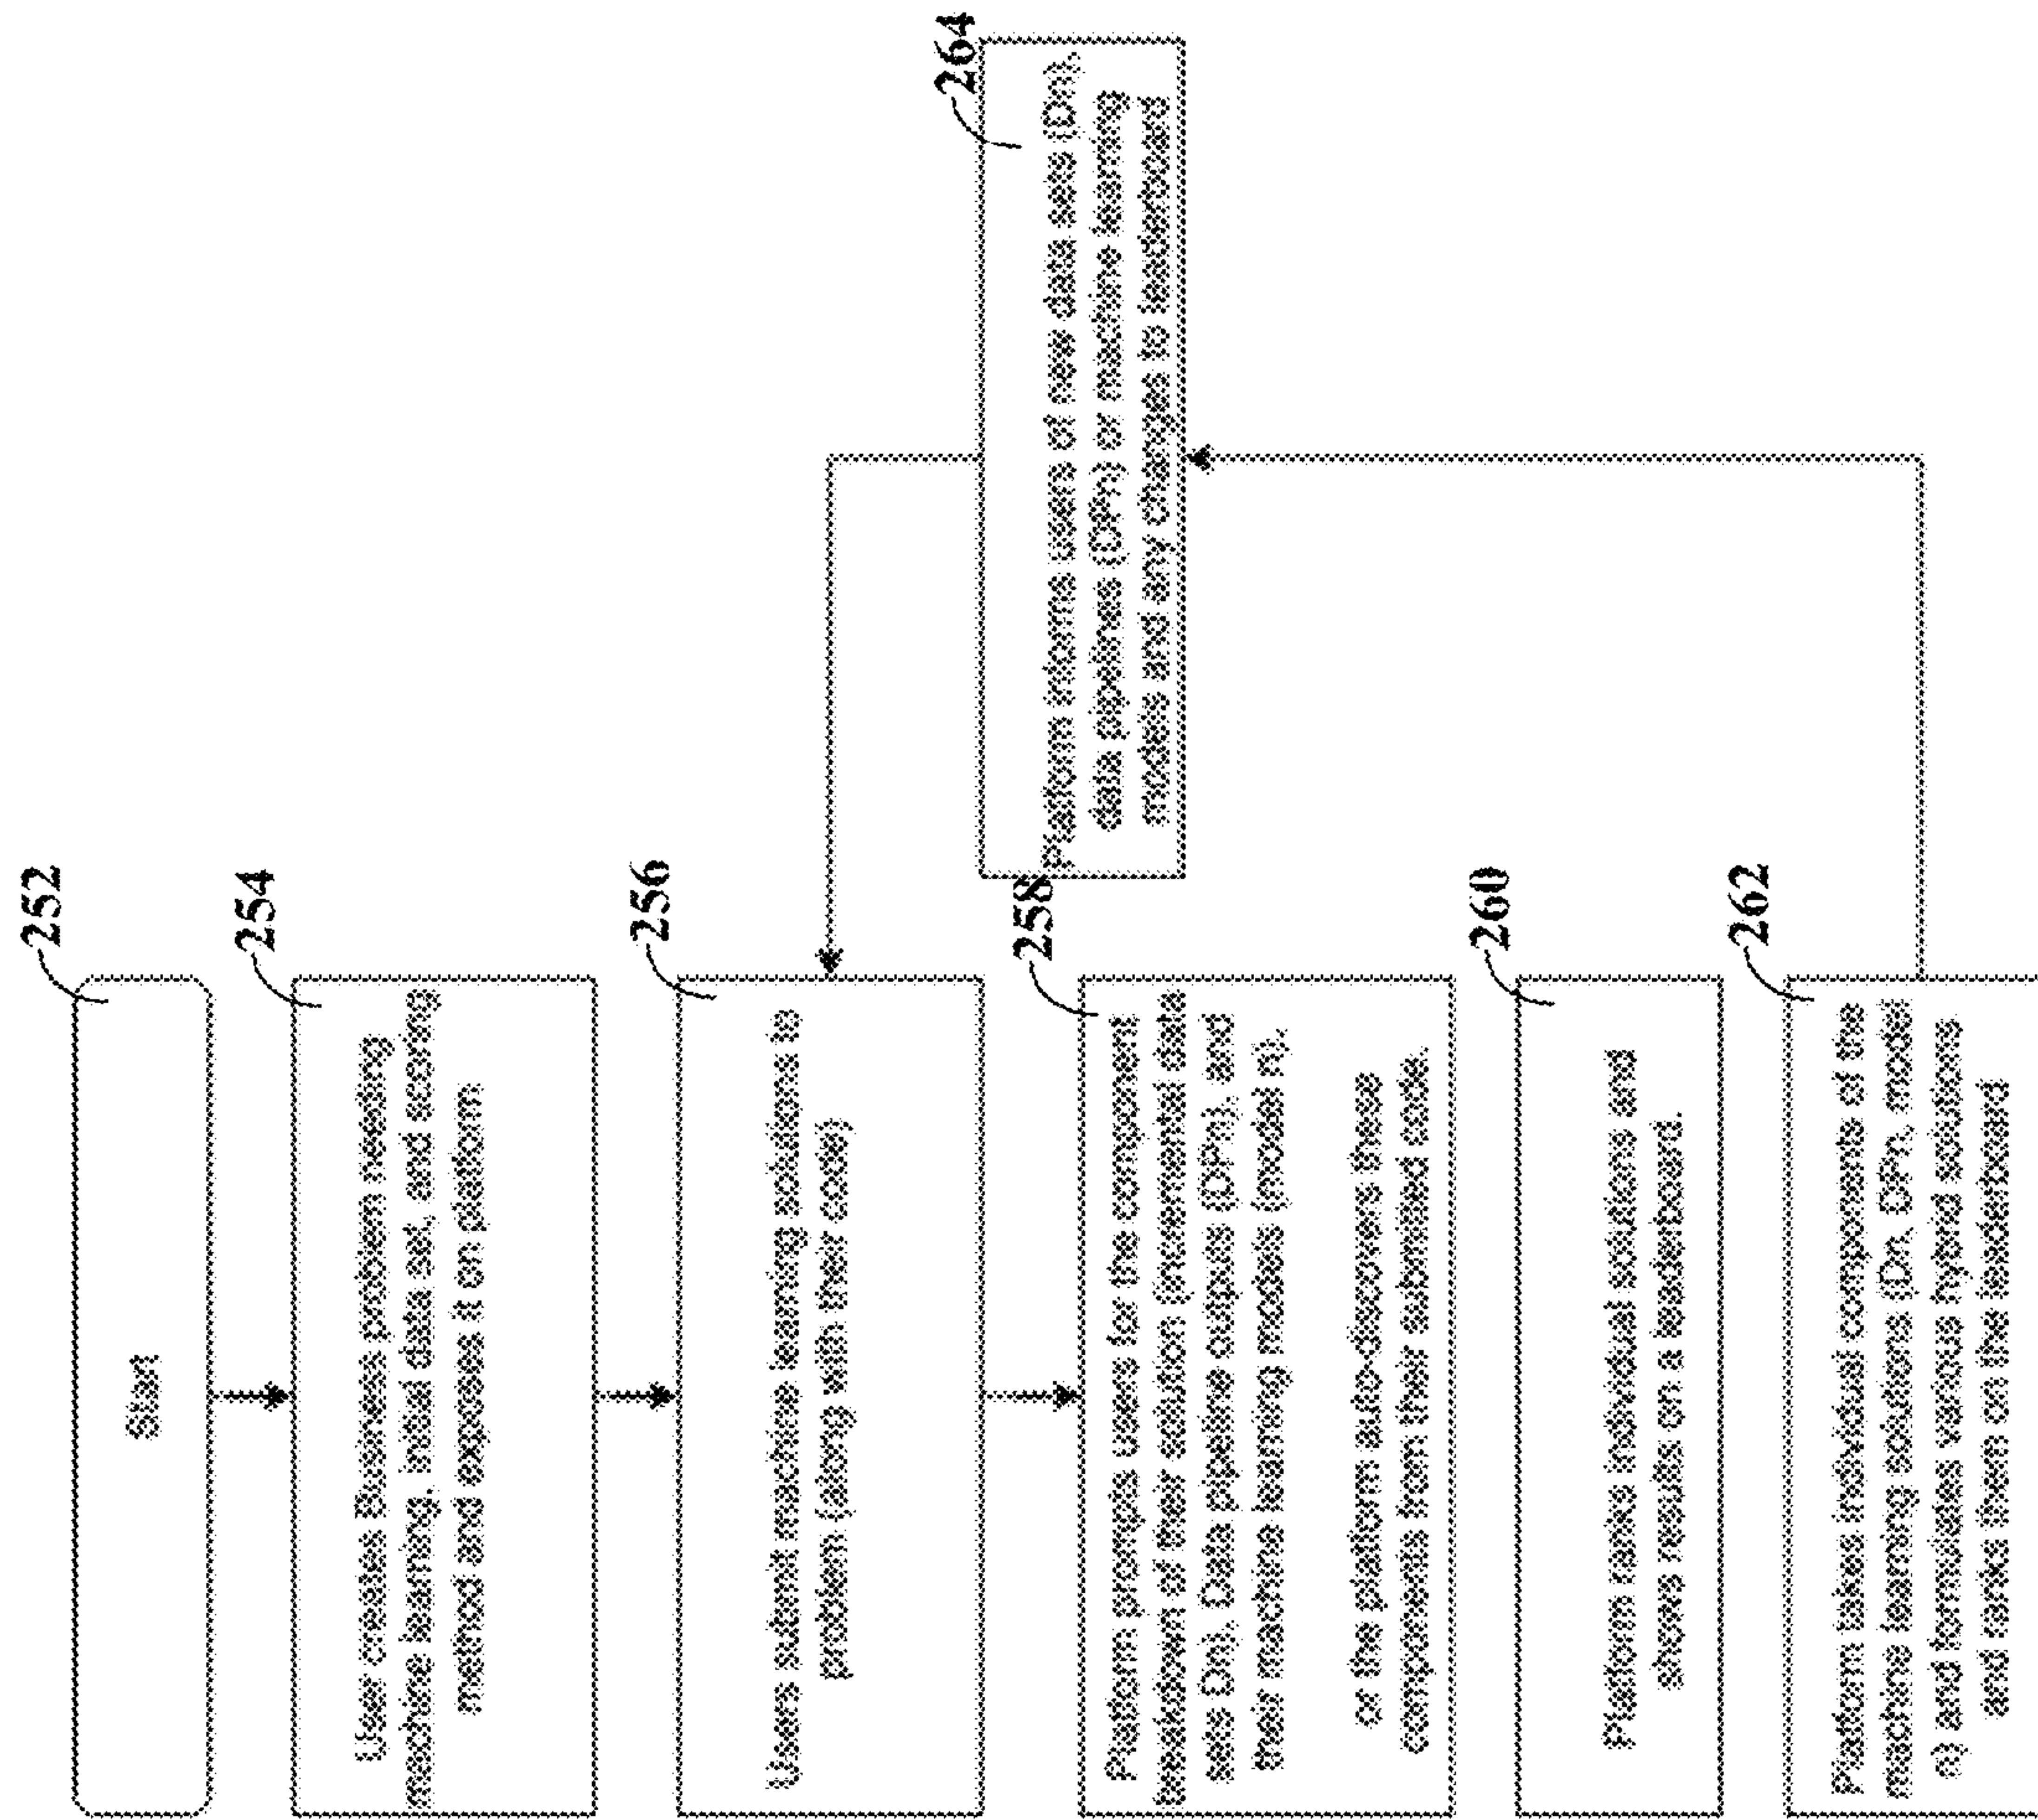 252
Start
254
User creates Business problem needing
machine learning, initial data set, and scoring
method and exposes it on platform
256
Users submit machine learning solutions to
problem (along with their code)
258
Platform prompts users for the component
breakdown of their solution (incremental data
sets Dn), Data pipeline outputs (DPn), and
their machine learning models (model n).
or the platform auto-discovers these
components from their submitted code.
260
Platform ranks individual solutions and
shows results on a leaderboard.
262
Platform takes individual components of the
machine learning solutions (Dn, DPn, model
n) and formulates various hybrid solutions
and ranks them on the leaderboard
264
Platform informs users of new data sets (Dn),
data pipelines (DPn) or machine learning
models and any changes to leaderboard